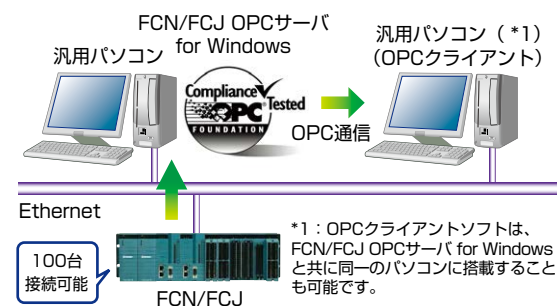 FCN/FCJ OPCサーバ
for Windows
汎用パソコン
汎用パソコン（ *1）
（OPCクライアント）
Compliance Tested
OPC
FOUNDATION
OPC通信
Ethernet
100台
接続可能
FCN/FCJ
*1：OPCクライアントソフトは、
FCN/FCJ OPCサーバ for Windows
と共に同一のパソコンに搭載すること
も可能です。